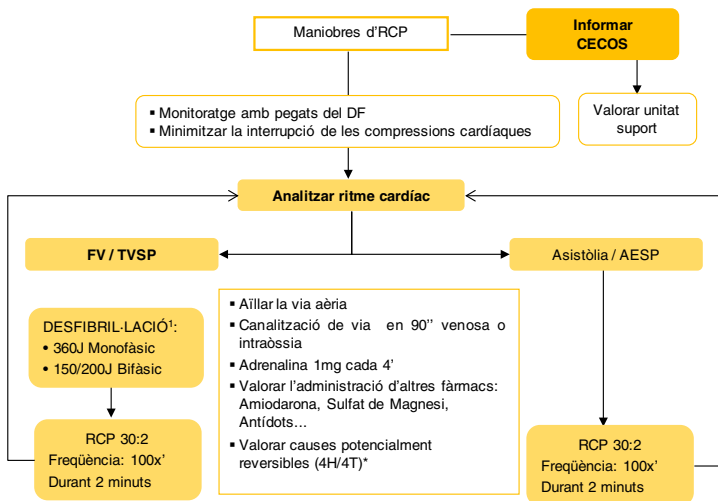 Maniobres d'RCP
Informar
CECOS
▪ Monitoratge amb pegats del DF
▪ Minimitzar la interrupció de les compressions cardíaques
Valorar unitat
suport
Analitzar ritme cardíac
FV / TVSP
Asistòlia / AESP
DESFIBRIL·LACIÓ¹:
• 360J Monofàsic
• 150/200J Bifàsic
▪ Aïllar la via aèria
▪ Canalització de via en 90'' venosa o
intraòssia
▪ Adrenalina 1mg cada 4'
▪ Valorar l'administració d'altres fàrmacs:
Amiodarona, Sulfat de Magnesi,
Antídots...
▪ Valorar causes potencialment
reversibles (4H/4T)*
RCP 30:2
Freqüència: 100x'
Durant 2 minuts
RCP 30:2
Freqüència: 100x'
Durant 2 minuts